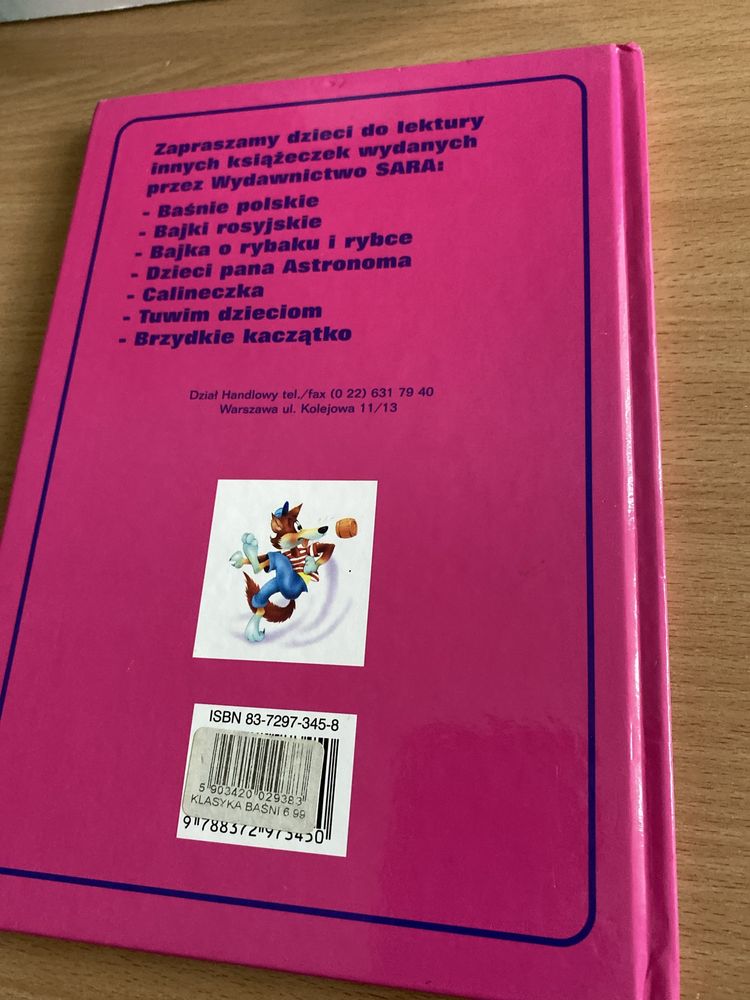 Zapraszamy dzieci do lektury
innych książeczek wydanych
przez Wydawnictwo SARA:
- Baśnie polskie
- Bajki rosyjskie
- Bajka o rybaku i rybce
- Dzieci pana Astronoma
- Calineczka
- Tuwim dzieciom
- Brzydkie kaczątko
Dział Handlowy tel./fax (0 22) 631 79 40
Warszawa ul. Kolejowa 11/13
ISBN 83-7297-345-8
5 903420 029383
KLASYKA BAŚNI 6 99
9 788372 973450